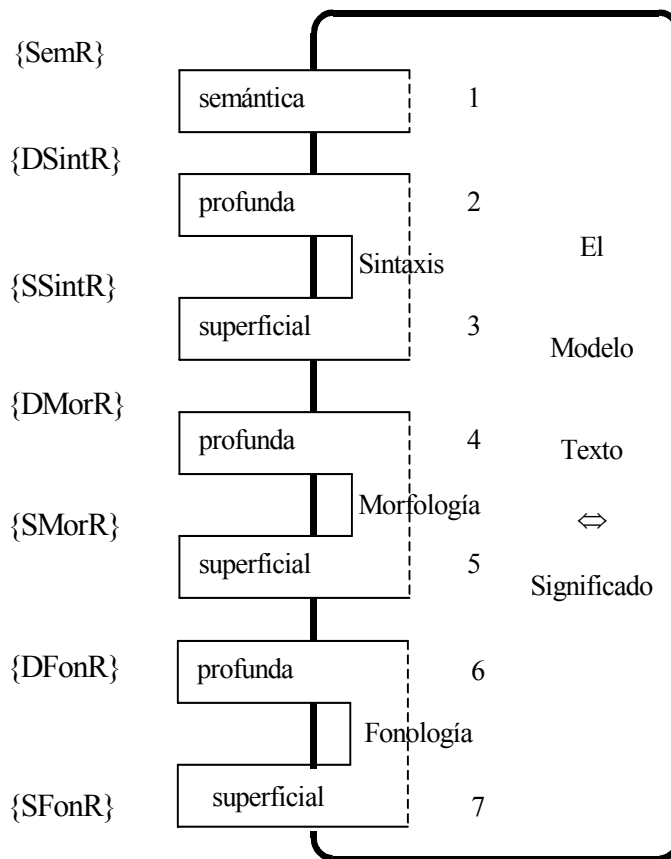 {SemR}
semántica 1
{DSintR}
profunda 2
El
Sintaxis
{SSintR}
superficial 3
Modelo
{DMorR}
profunda 4 Texto
Morfología ⇔
{SMorR}
superficial 5
Significado
{DFonR}
profunda 6
Fonología
{SFonR}
superficial 7